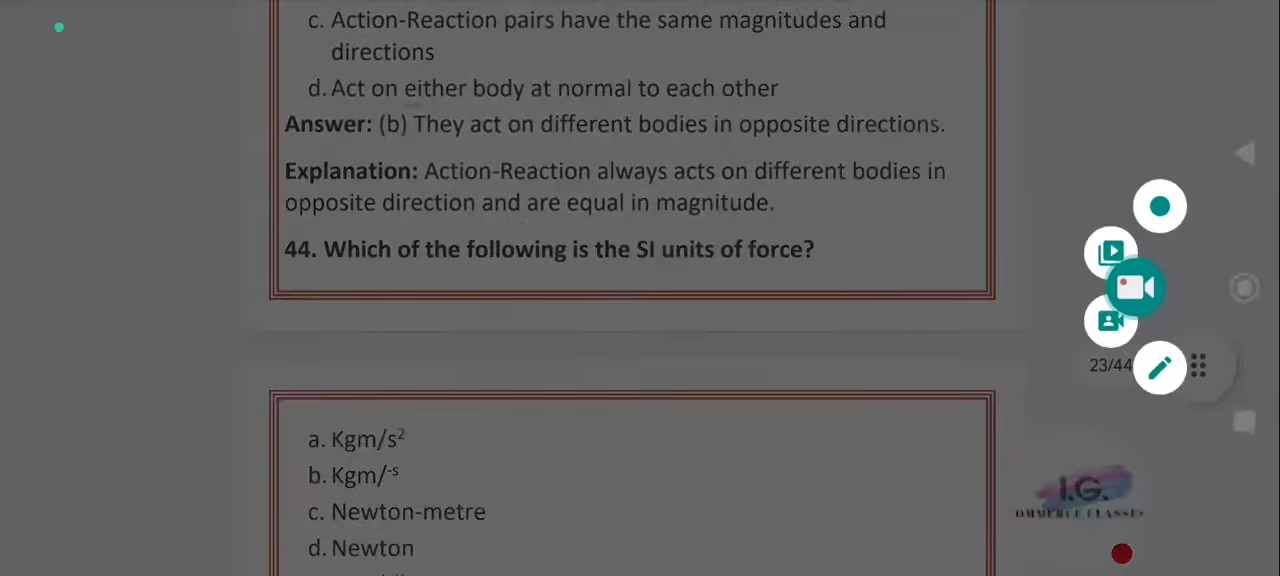 c. Action-Reaction pairs have the same magnitudes and
directions
d. Act on either body at normal to each other
Answer: (b) They act on different bodies in opposite directions.
Explanation: Action-Reaction always acts on different bodies in
opposite direction and are equal in magnitude.
44. Which of the following is the SI units of force?
23/44
a. Kgm/s²
b. Kgm/⁻ˢ
c. Newton-metre
d. Newton
I.G.